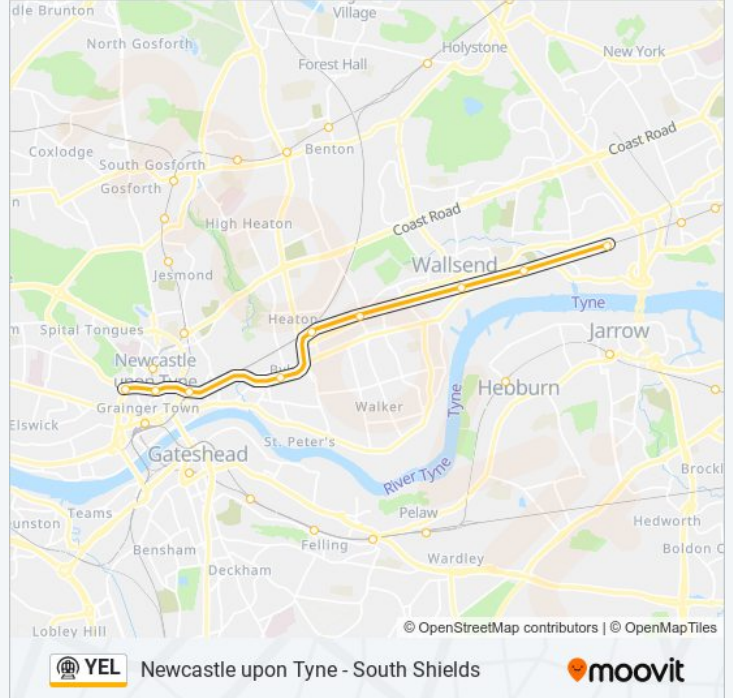 dle Brunton
Village
North Gosforth
Holystone
New York
Forest Hall
Coast Road
Benton
Coxlodge
South Gosforth
Gosforth
n
High Heaton
Coast Road
Wallsend
Jesmond
Tyne
Heaton
m
Spital Tongues
Jarrow
Newcastle
upon Tyne
Hebburn
Tyne
Grainger Town
Walker
Elswick
St. Peter's
Gateshead
River Tyne
Brockl
Teams
Pelaw
unston
Hedworth
Felling
Bensham
Boldon C
Wardley
Deckham
Lobley Hill
© OpenStreetMap contributors | © OpenMapTiles
YEL Newcastle upon Tyne - South Shields moovit